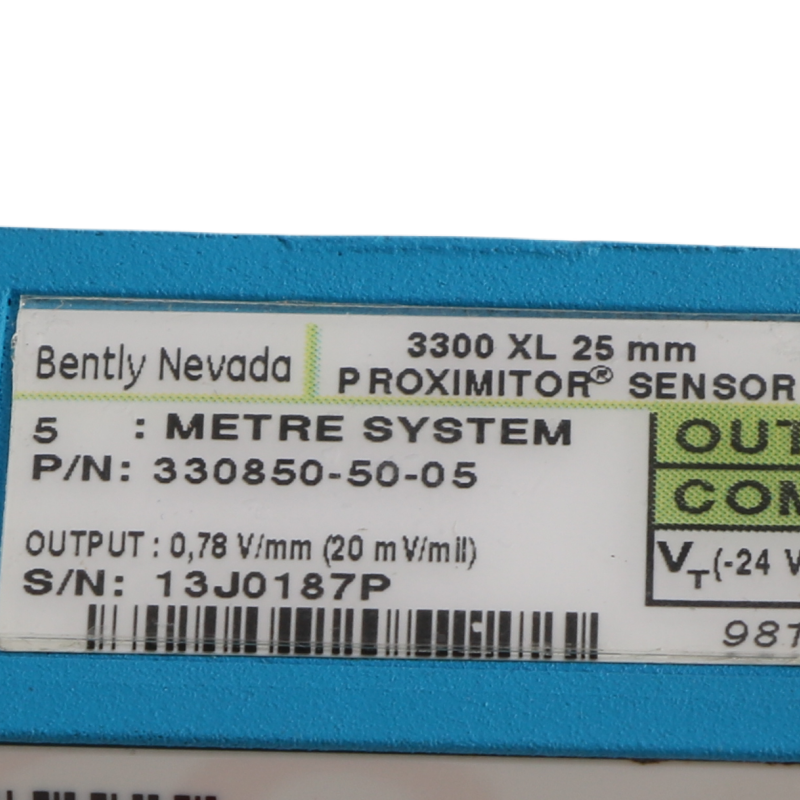 Bently Nevada
3300 XL 25 mm
PROXIMITOR® SENSOR
5 : METRE SYSTEM
P/N: 330850-50-05
OUTPUT : 0,78 V/mm (20 mV/mil)
S/N: 13J0187P
OUT
COM
VT(-24 V